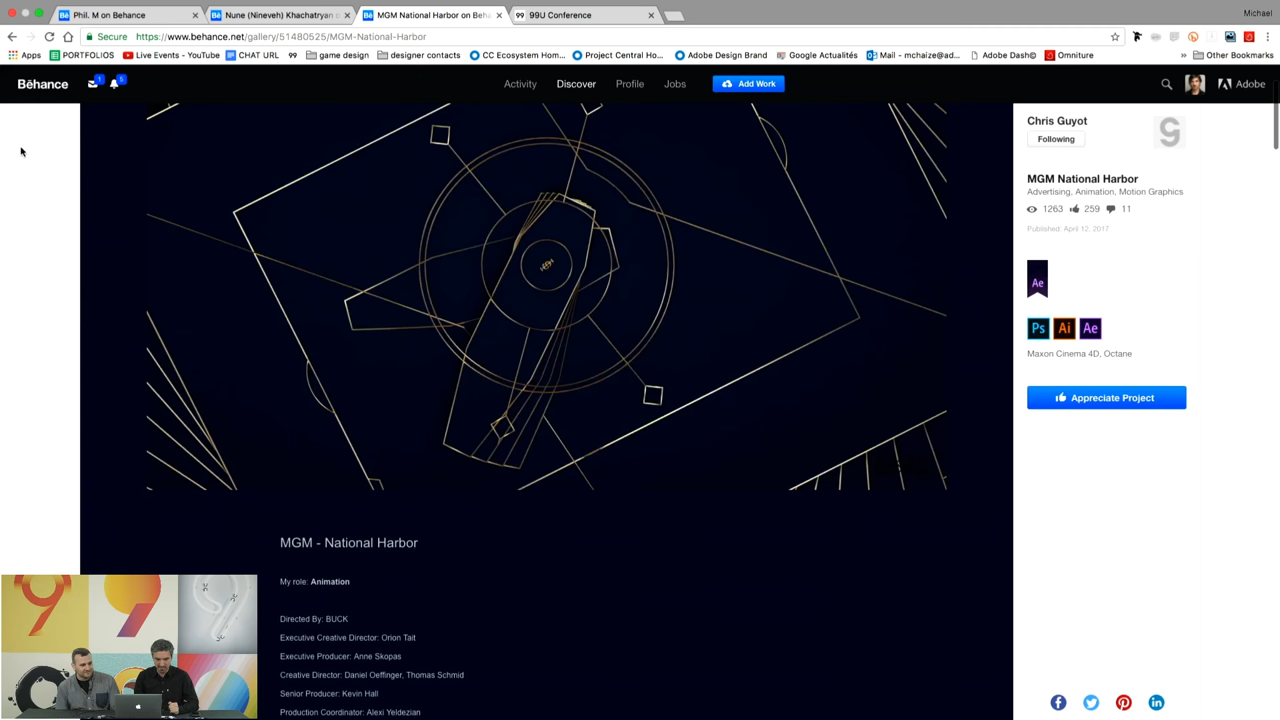 Michael
Phil. M on Behance
Nune (Nineveh) Khachatryan o
MGM National Harbor on Beha
99U Conference
Secure
https://www.behance.net/gallery/51480525/MGM-National-Harbor
Apps
PORTFOLIOS
Live Events - YouTube
CHAT URL
99
game design
designer contacts
CC Ecosystem Hom...
Project Central Ho...
Adobe Design Brand
Google Actualités
Mail - mchaize@ad...
Adobe Dash©
Omniture
» Other Bookmarks
Bēhance
1
5
Activity
Discover
Profile
Jobs
Add Work
Adobe
Chris Guyot
Following
MGM National Harbor
Advertising, Animation, Motion Graphics
1263
259
11
Published: April 12, 2017
Ae
Ps
Ai
Ae
Maxon Cinema 4D, Octane
Appreciate Project
MGM - National Harbor
My role: Animation
Directed By: BUCK
Executive Creative Director: Orion Tait
Executive Producer: Anne Skopas
Creative Director: Daniel Oeffinger, Thomas Schmid
Senior Producer: Kevin Hall
Production Coordinator: Alexi Yeldezian